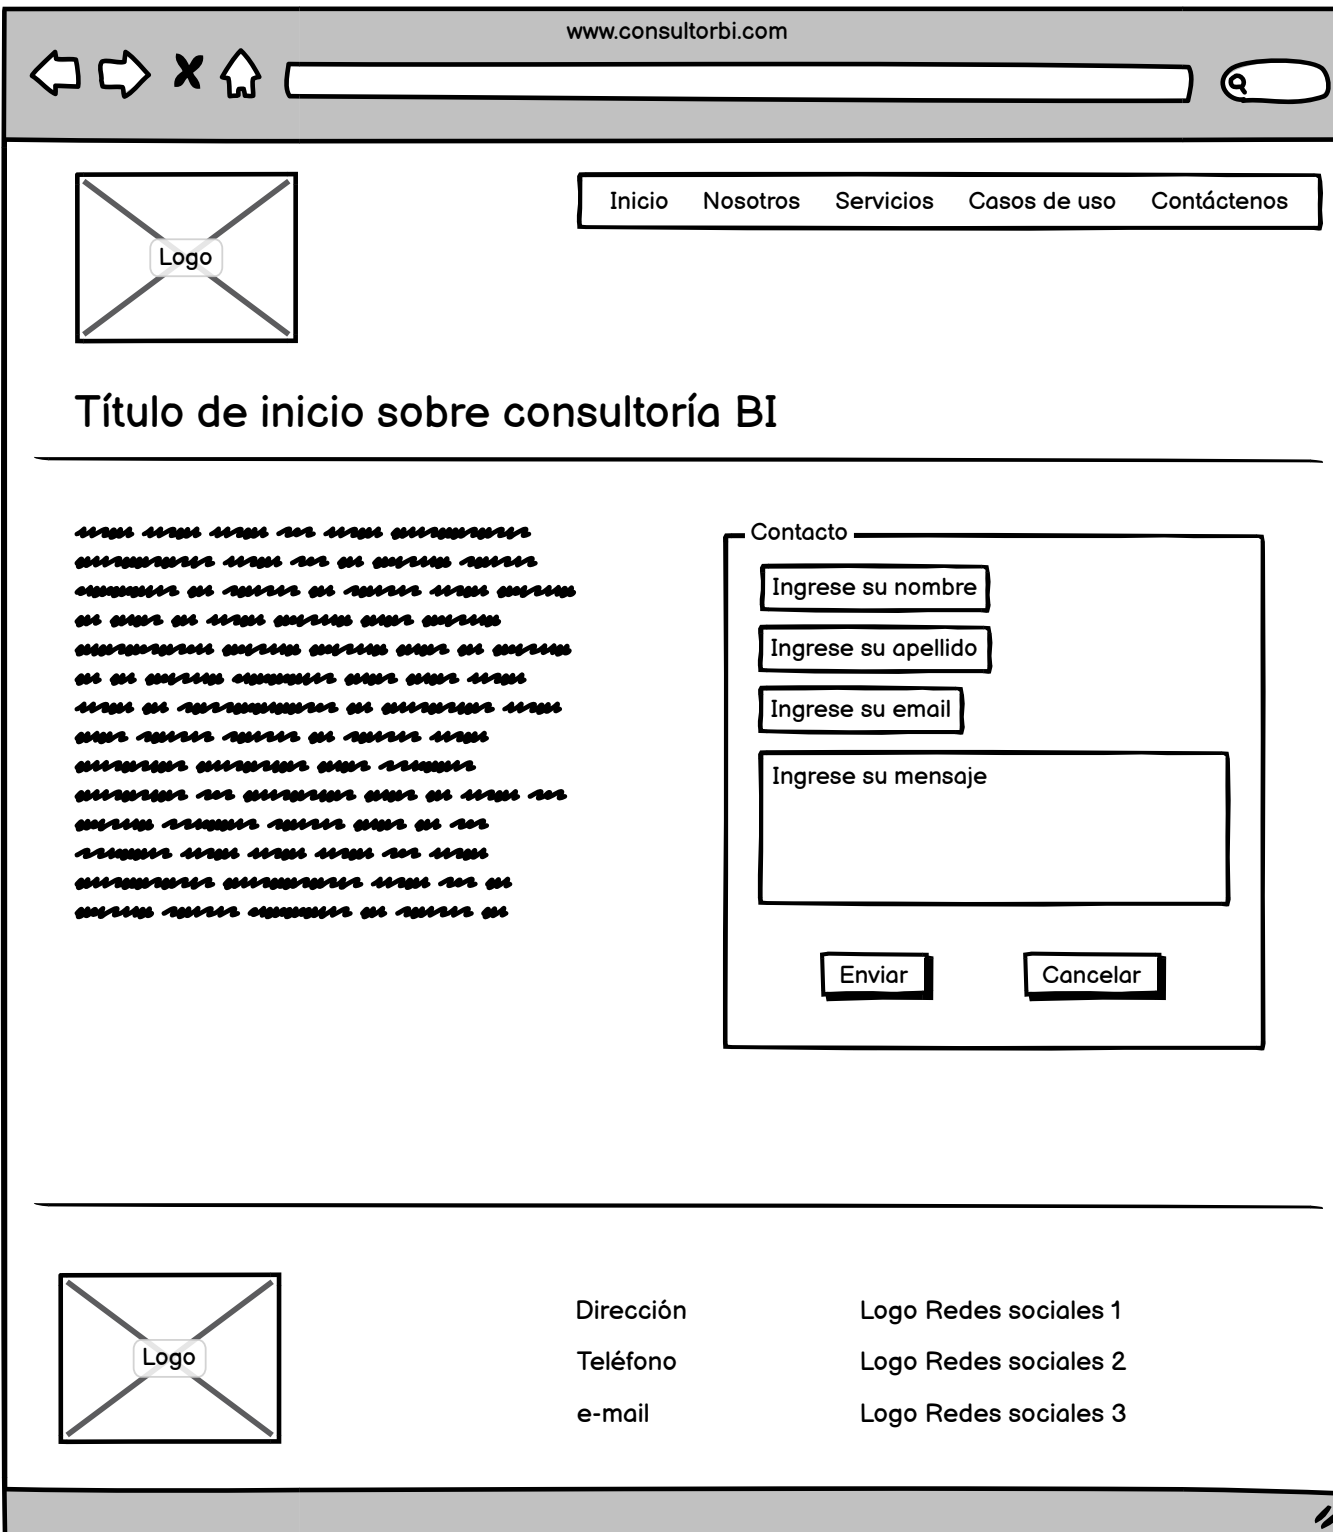 www.consultorbi.com
Logo
Inicio Nosotros Servicios Casos de uso Contáctenos
Título de inicio sobre consultoría BI
Contacto
Ingrese su nombre
Ingrese su apellido
Ingrese su email
Ingrese su mensaje
Enviar Cancelar
Logo
Dirección
Teléfono
e-mail
Logo Redes sociales 1
Logo Redes sociales 2
Logo Redes sociales 3